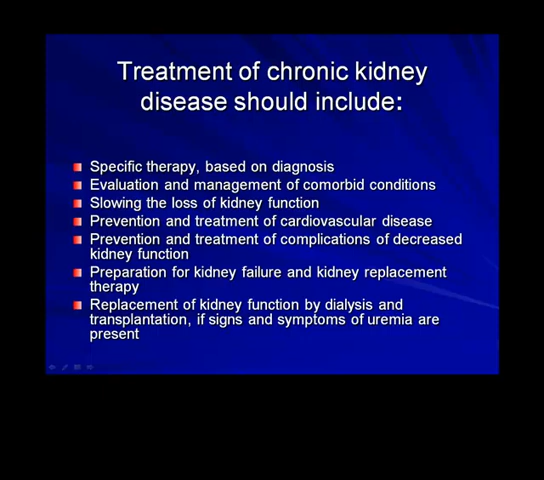 Treatment of chronic kidney
disease should include:
Specific therapy, based on diagnosis
Evaluation and management of comorbid conditions
Slowing the loss of kidney function
Prevention and treatment of cardiovascular disease
Prevention and treatment of complications of decreased
kidney function
Preparation for kidney failure and kidney replacement
therapy
Replacement of kidney function by dialysis and
transplantation, if signs and symptoms of uremia are
present